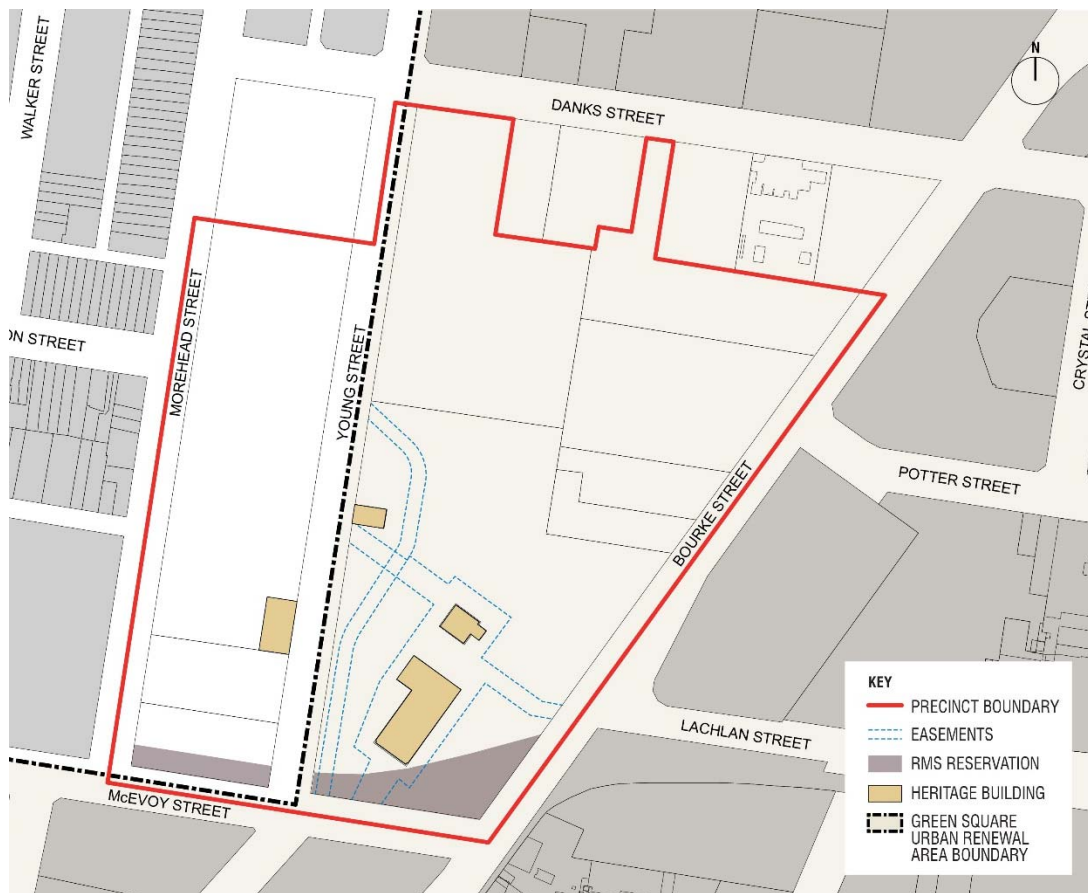 WALKER STREET
N
DANKS STREET
MOREHEAD STREET
ON STREET
YOUNG STREET
POTTER STREET
BOURKE STREET
LACHLAN STREET
McEVOY STREET
KEY
PRECINCT BOUNDARY
EASEMENTS
RMS RESERVATION
HERITAGE BUILDING
GREEN SQUARE
URBAN RENEWAL
AREA BOUNDARY